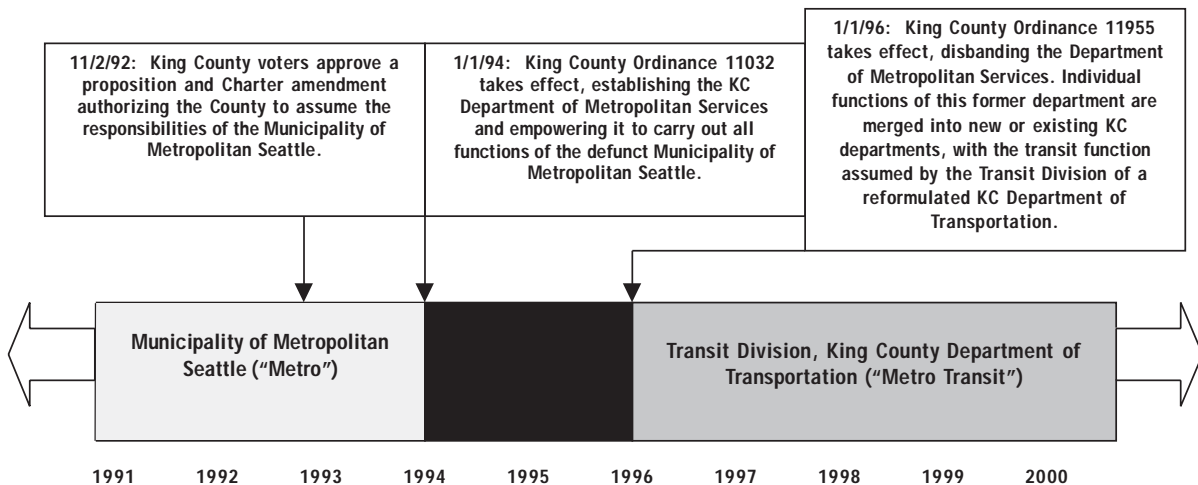 11/2/92: King County voters approve a
proposition and Charter amendment
authorizing the County to assume the
responsibilities of the Municipality of
Metropolitan Seattle.
1/1/94: King County Ordinance 11032
takes effect, establishing the KC
Department of Metropolitan Services
and empowering it to carry out all
functions of the defunct Municipality of
Metropolitan Seattle.
1/1/96: King County Ordinance 11955
takes effect, disbanding the Department
of Metropolitan Services. Individual
functions of this former department are
merged into new or existing KC
departments, with the transit function
assumed by the Transit Division of a
reformulated KC Department of
Transportation.
Municipality of Metropolitan
Seattle (“Metro”)
Transit Division, King County Department of
Transportation (“Metro Transit”)
1991 1992 1993 1994 1995 1996 1997 1998 1999 2000